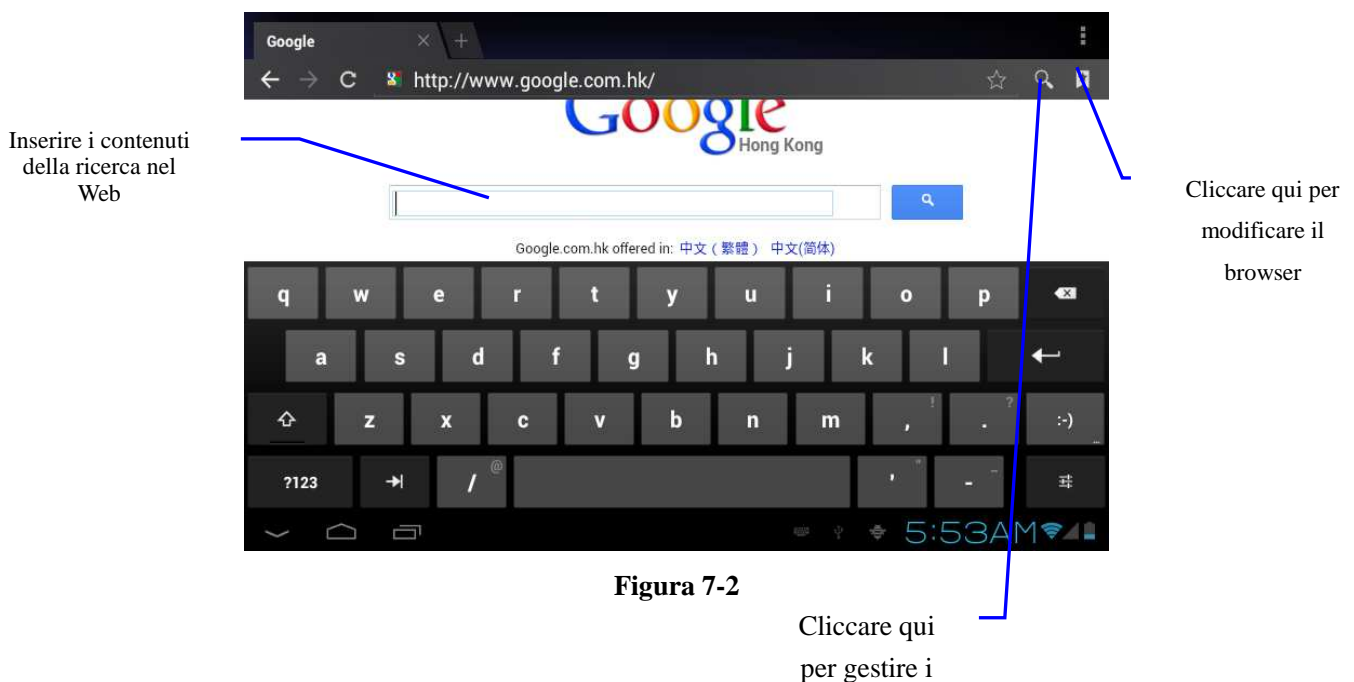 Google
http://www.google.com.hk/
Google
Hong Kong
Inserire i contenuti
della ricerca nel
Web
Cliccare qui per
modificare il
browser
Google.com.hk offered in: 中文 ( 繁體 ) 中文(简体)
q w e r t y u i o p
a s d f g h j k l
z x c v b n m , ! . ? :-) ...
?123 / @ ' " - _
5:53AM
Figura 7-2
Cliccare qui
per gestire i